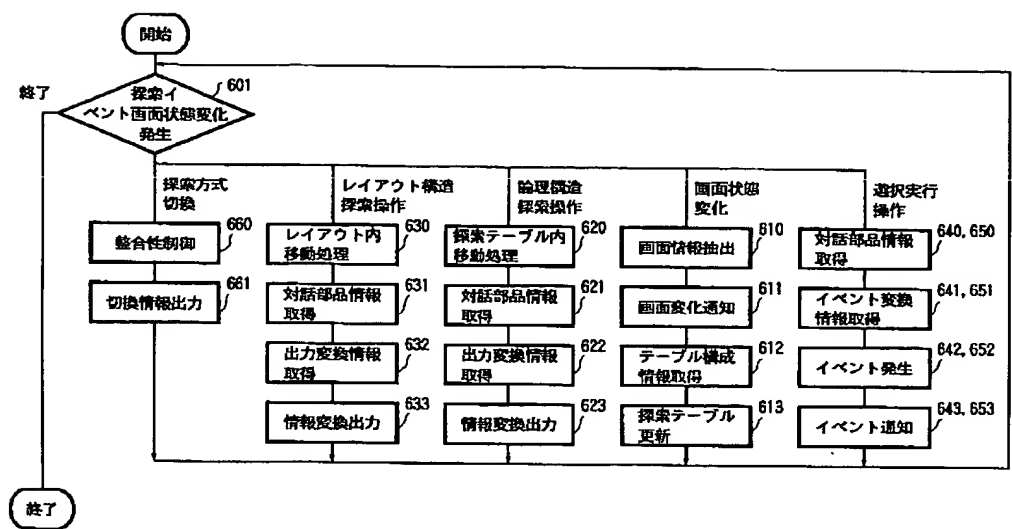 開始
終了
探索イ
ベント画面状態変化
発生
601
探索方式
切換
整合性制御
660
切換情報出力
661
レイアウト構造
探索操作
レイアウト内
移動処理
630
対話部品情報
取得
631
出力変換情報
取得
632
情報変換出力
633
論理構造
探索操作
探索テーブル内
移動処理
620
対話部品情報
取得
621
出力変換情報
取得
622
情報変換出力
623
画面状態
変化
画面情報抽出
610
画面変化通知
611
テーブル構成
情報取得
612
探索テーブル
更新
613
選択実行
操作
対話部品情報
取得
640,650
イベント変換
情報取得
641,651
イベント発生
642,652
イベント通知
643,653
終了